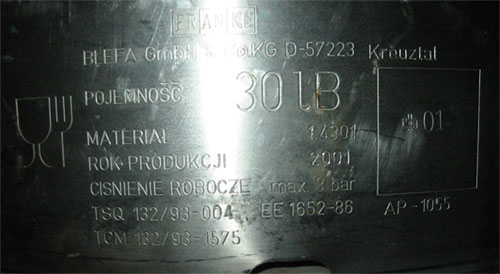 FRANKE
BLEFA GmbH & Co.KG D-57223 Kreuztal
POJEMNOŚĆ 30 lB
MATERIAŁ 1.4301
ROK PRODUKCJI 2001
CIŚNIENIE ROBOCZE max. 3 bar
TSQ 132/93-004 EE 1652-86 AP-1055
TCM 132/93-1575
01